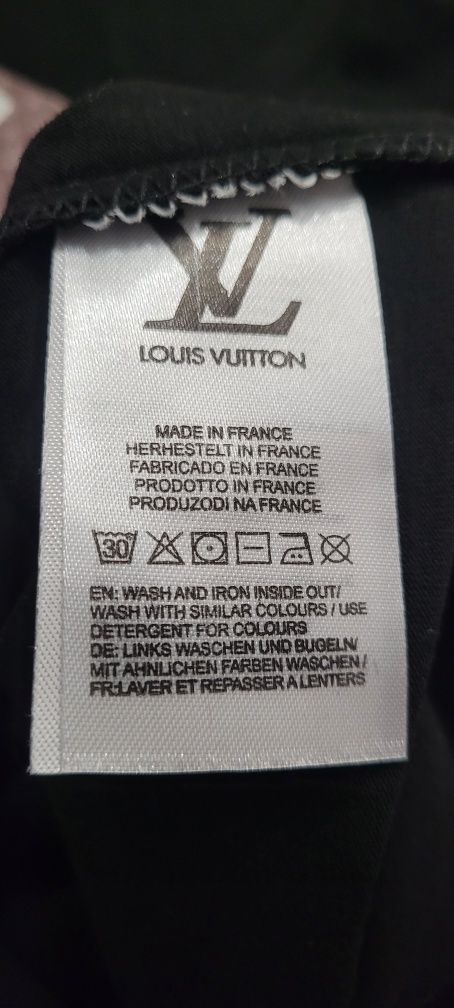 LV
LOUIS VUITTON
MADE IN FRANCE
HERHESTELT IN FRANCE
FABRICADO EN FRANCE
PRODOTTO IN FRANCE
PRODUZODI NA FRANCE
30
EN: WASH AND IRON INSIDE OUT/
WASH WITH SIMILAR COLOURS / USE
DETERGENT FOR COLOURS
DE: LINKS WASCHEN UND BUGELN/
MIT AHNLICHEN FARBEN WASCHEN /
FR:LAVER ET REPASSER A LENTERS